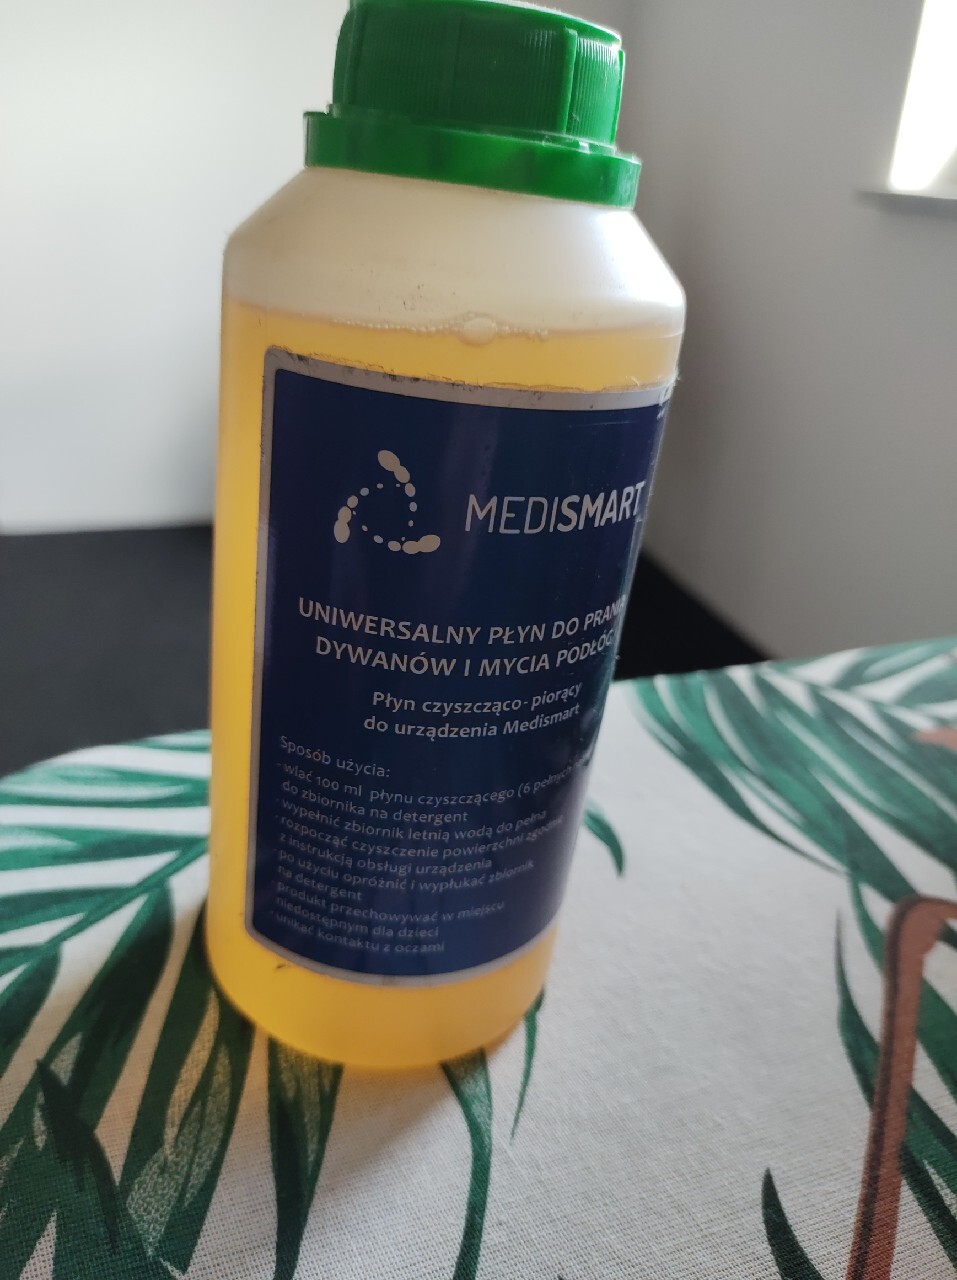 MEDISMART
UNIWERSALNY PŁYN DO
DYWANÓW I MYCIA PODŁÓG
Płyn czyszcząco-piorący
do urządzenia Medismart
Sposób użycia:
- wlać 100 ml płynu czyszczącego (6 pełnych
do zbiornika na detergent
- wypełnić zbiornik letnią wodą do pełna
- rozpocząć czyszczenie powierzchni zgodnie
z instrukcją obsługi urządzenia
- po użyciu opróżnić i wypłukać zbiornik
na detergent
- produkt przechowywać w miejscu
niedostępnym dla dzieci
- unikać kontaktu z oczami